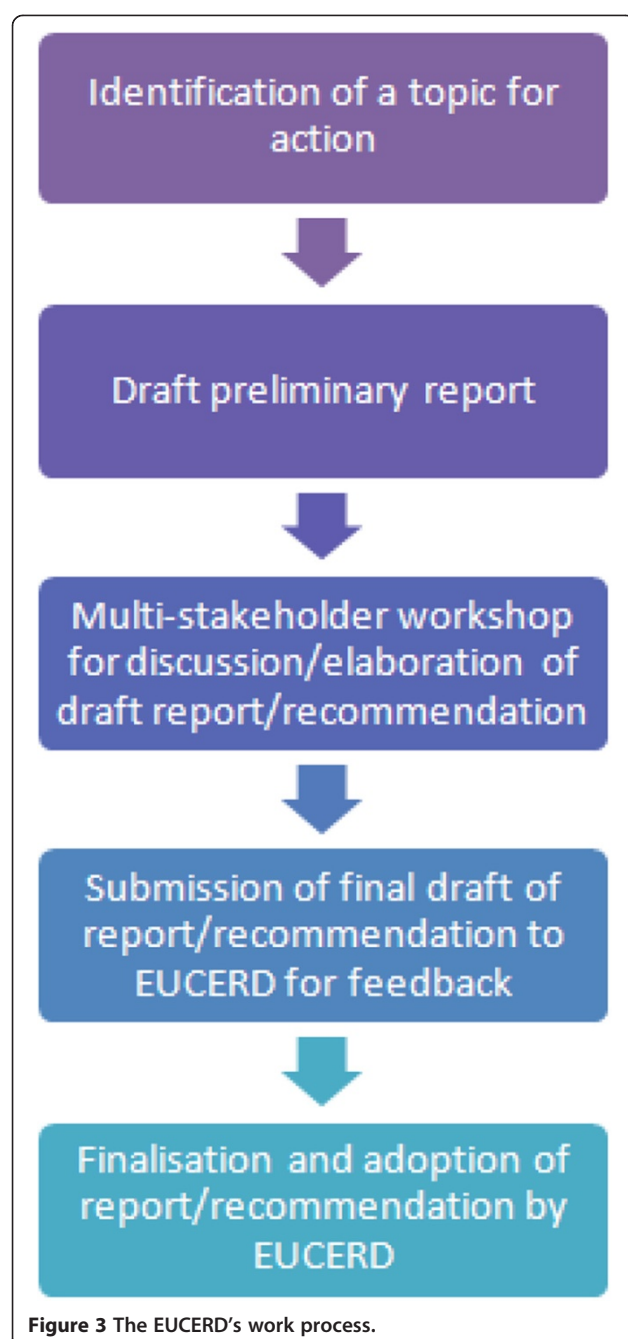 Identification of a topic for
action
Draft preliminary report
Multi-stakeholder workshop
for discussion/elaboration of
draft report/recommendation
Submission of final draft of
report/recommendation to
EUCERD for feedback
Finalisation and adoption of
report/recommendation by
EUCERD
Figure 3 The EUCERD's work process.